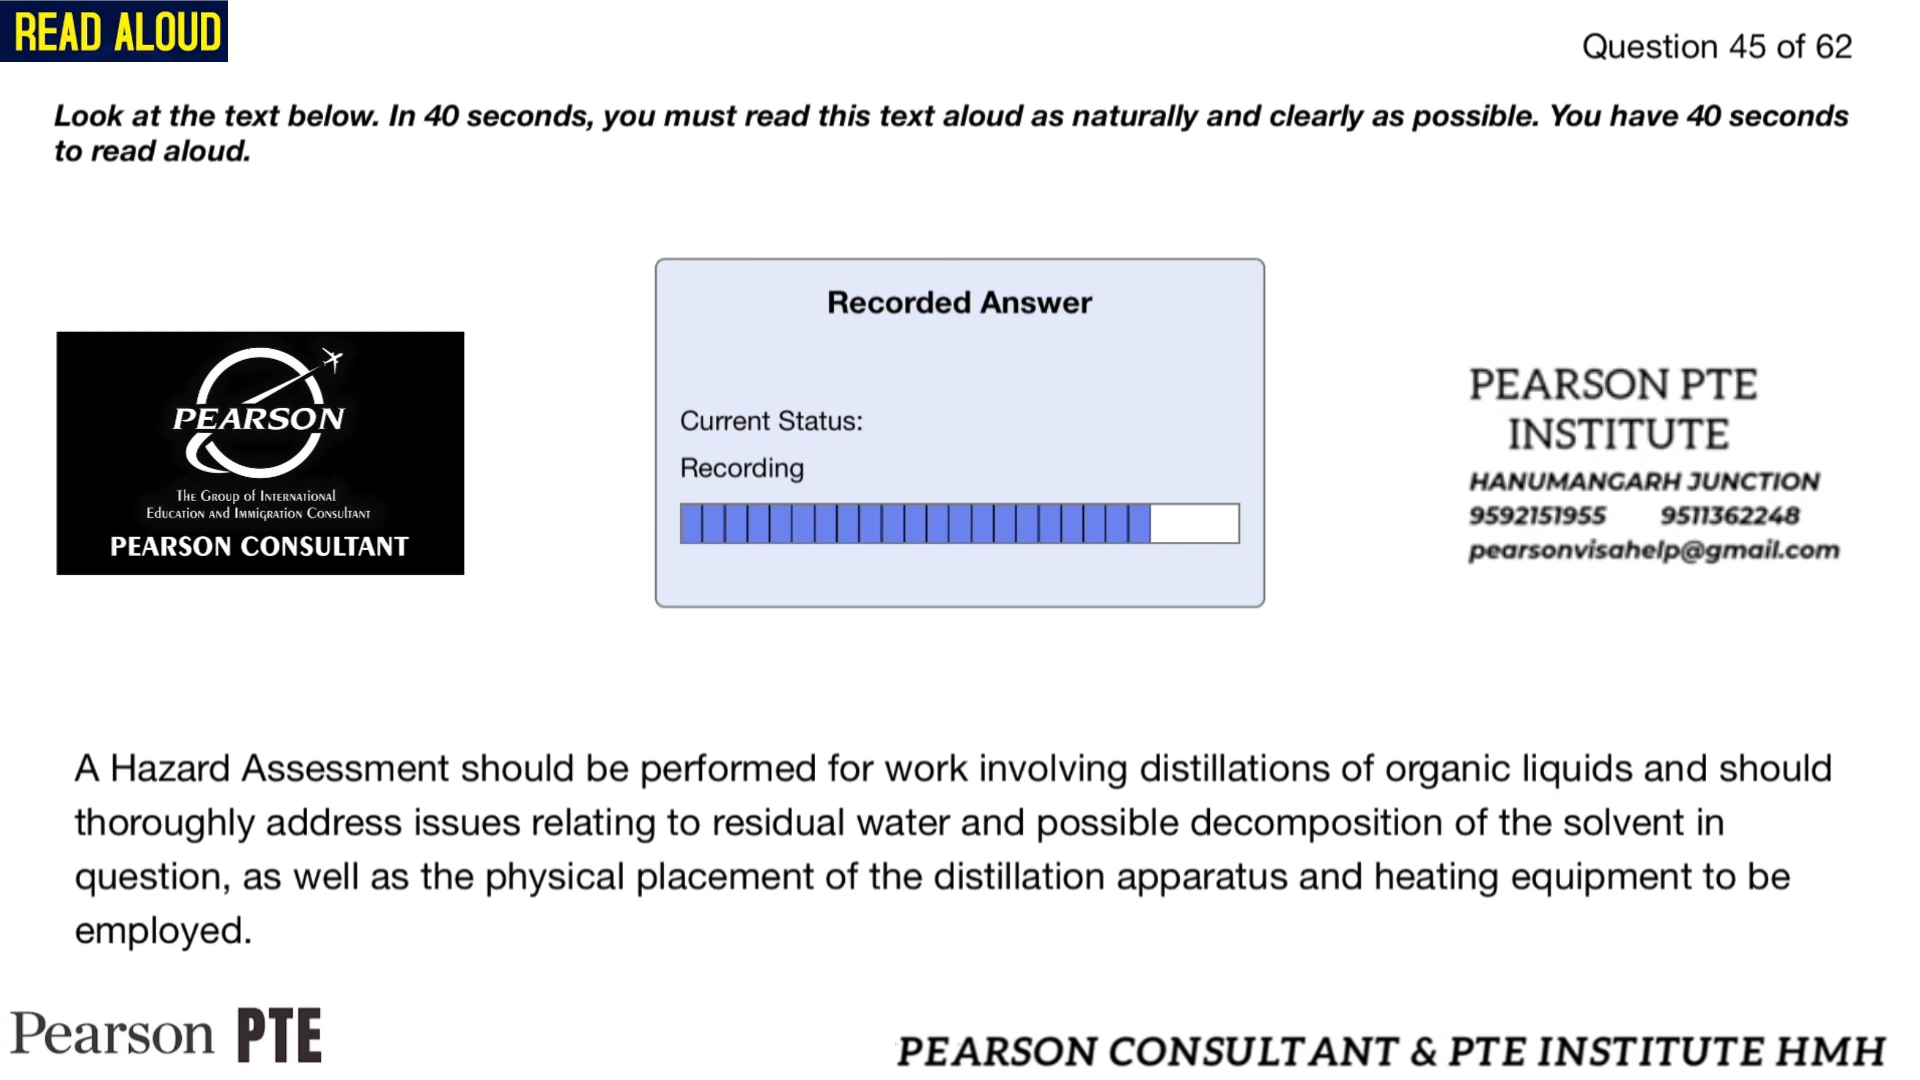 READ ALOUD
Question 45 of 62
Look at the text below. In 40 seconds, you must read this text aloud as naturally and clearly as possible. You have 40 seconds
to read aloud.
Recorded Answer
Current Status:
Recording
PEARSON
The Group of International
Education and Immigration Consultant
PEARSON CONSULTANT
PEARSON PTE
INSTITUTE
HANUMANGARH JUNCTION
9592151955 9511362248
pearsonvisahelp@gmail.com
A Hazard Assessment should be performed for work involving distillations of organic liquids and should
thoroughly address issues relating to residual water and possible decomposition of the solvent in
question, as well as the physical placement of the distillation apparatus and heating equipment to be
employed.
Pearson PTE
PEARSON CONSULTANT & PTE INSTITUTE HMH